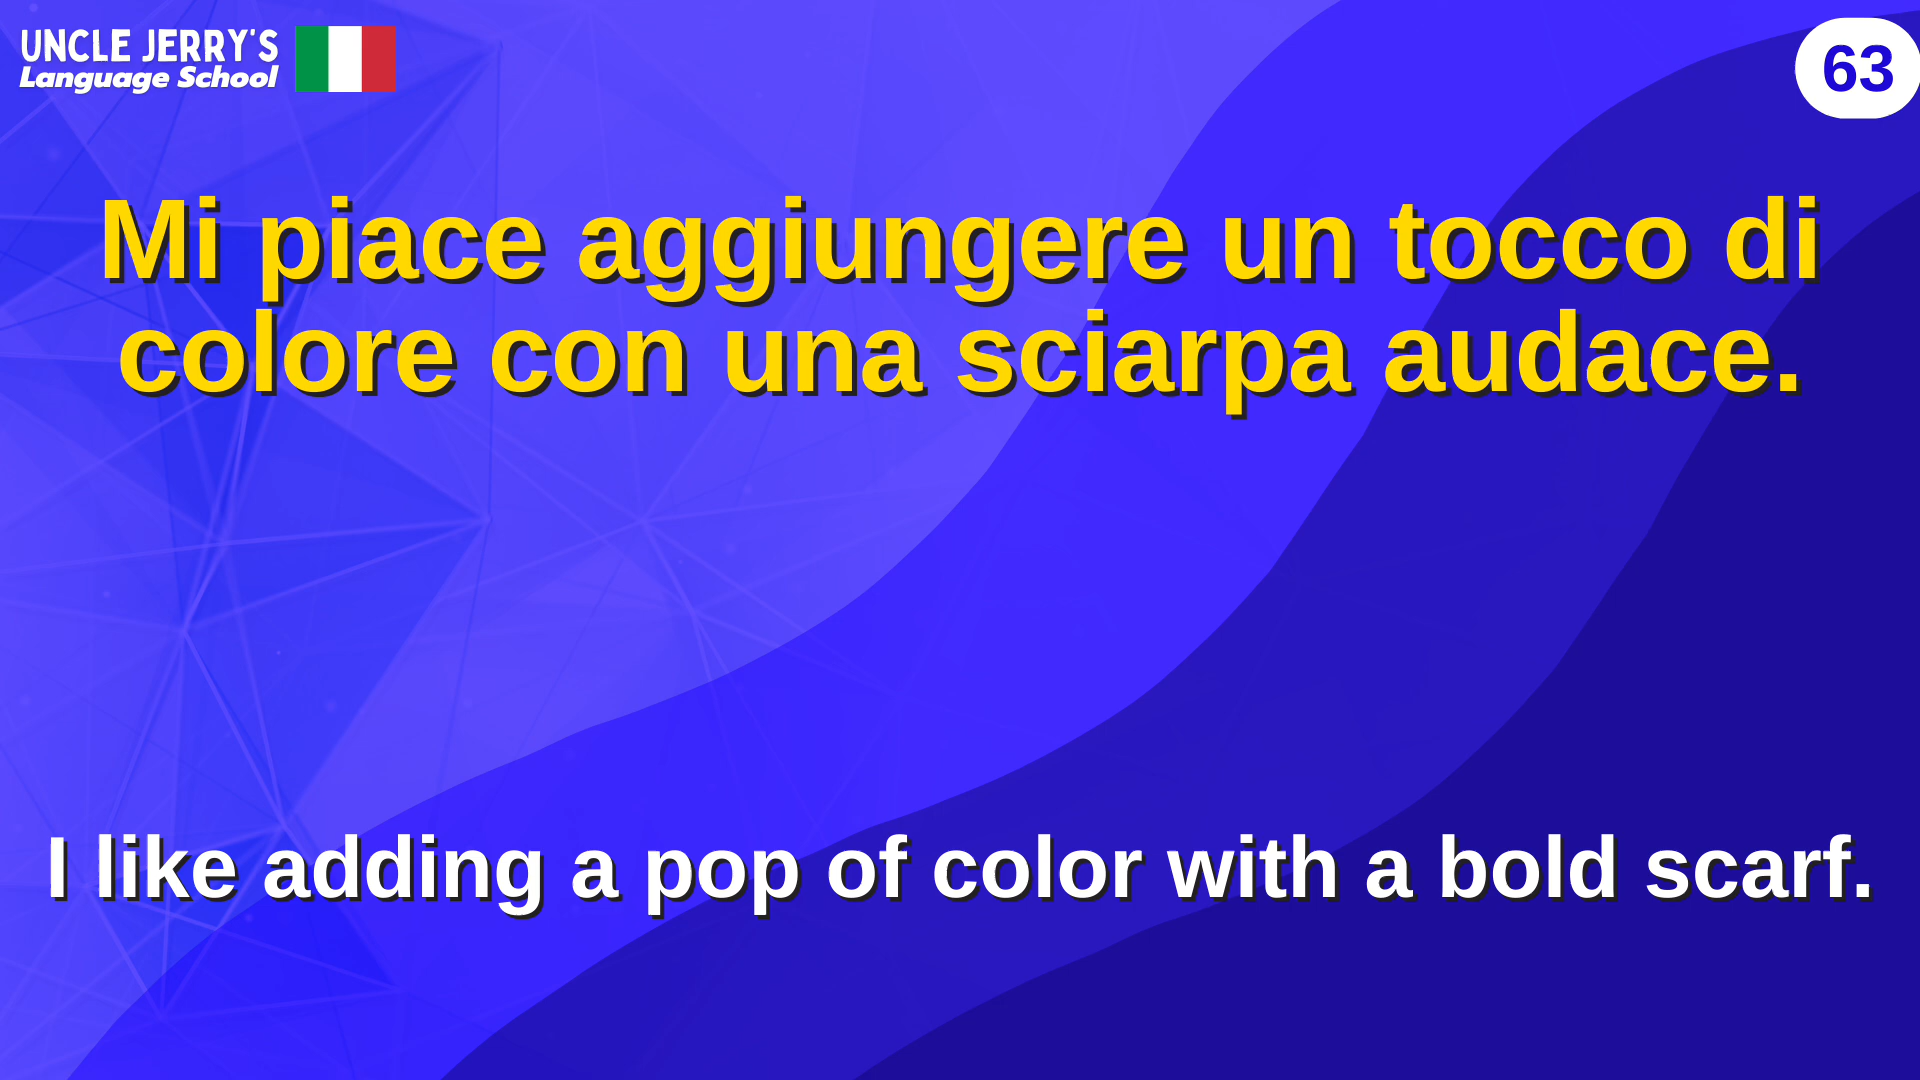 UNCLE JERRY'S
Language School
63
Mi piace aggiungere un tocco di
colore con una sciarpa audace.
I like adding a pop of color with a bold scarf.